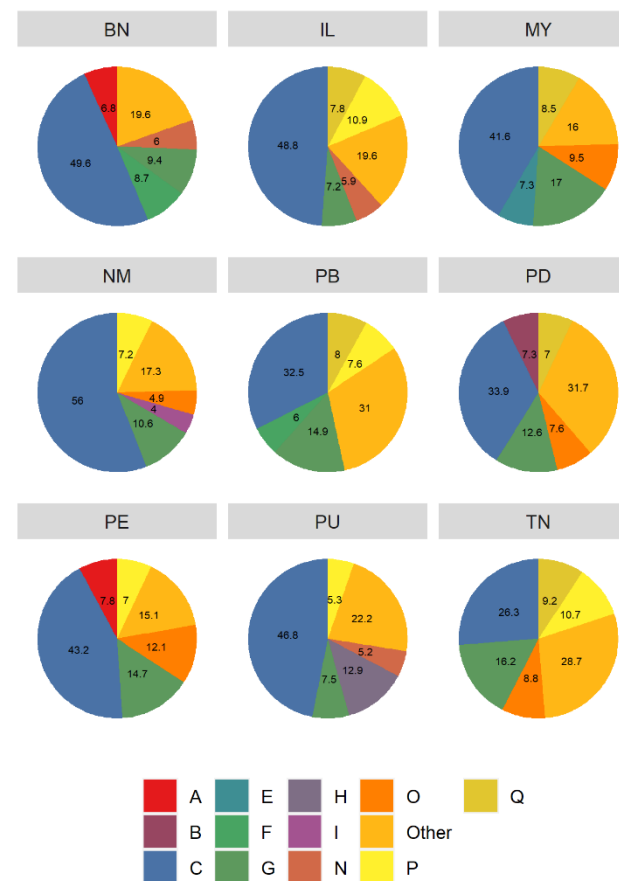 BN IL MY
6.8 19.6 7.8 10.9 8.5 16
49.6 6 48.8 19.6 41.6 9.5
9.4 8.7 7.2 5.9 7.3 17
NM PB PD
7.2 17.3 32.5 8 7.6 7.3 7
56 4.9 4 33.9 31.7
10.6 6 14.9 31 12.6 7.6
PE PU TN
7.8 7 15.1 5.3 22.2 9.2 10.7
43.2 12.1 46.8 5.2 26.3 28.7
14.7 7.5 12.9 16.2 8.8
A E H O Q
B F I Other
C G N P